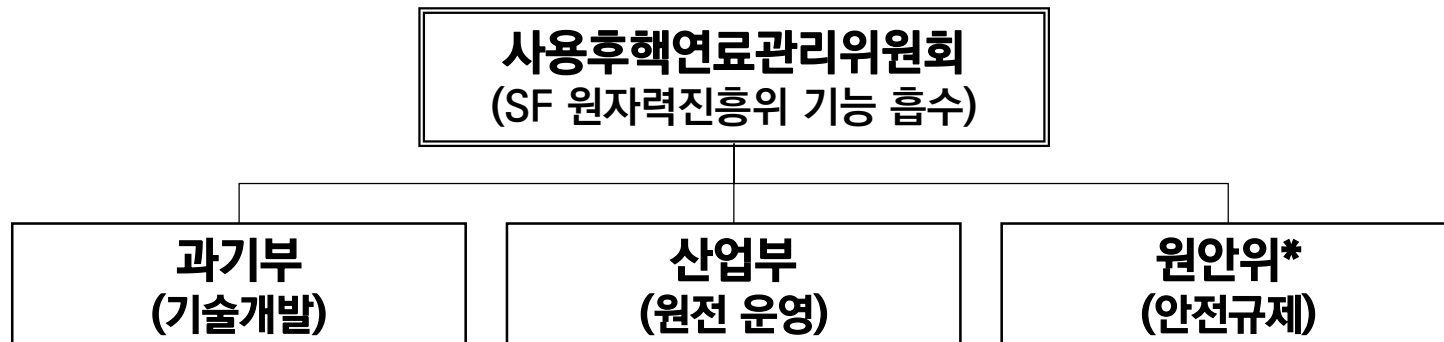 사용후핵연료관리위원회
(SF 원자력진흥위 기능 흡수)
과기부
(기술개발)
산업부
(원전 운영)
원안위*
(안전규제)